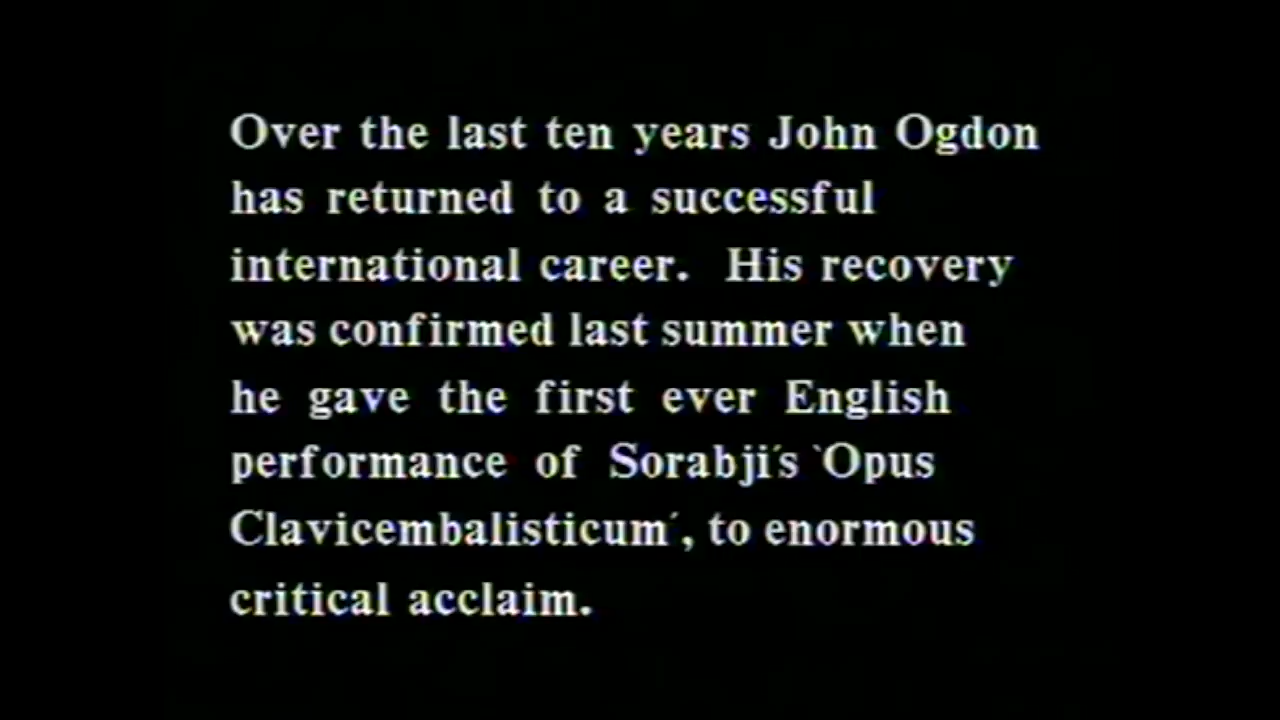 Over the last ten years John Ogdon
has returned to a successful
international career. His recovery
was confirmed last summer when
he gave the first ever English
performance of Sorabji´s `Opus
Clavicembalisticum´, to enormous
critical acclaim.